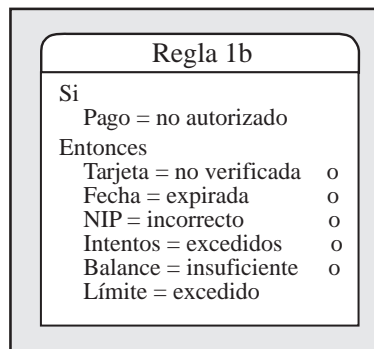 Regla 1b
Si
Pago = no autorizado
Entonces
Tarjeta = no verificada o
Fecha = expirada o
NIP = incorrecto o
Intentos = excedidos o
Balance = insuficiente o
Límite = excedido